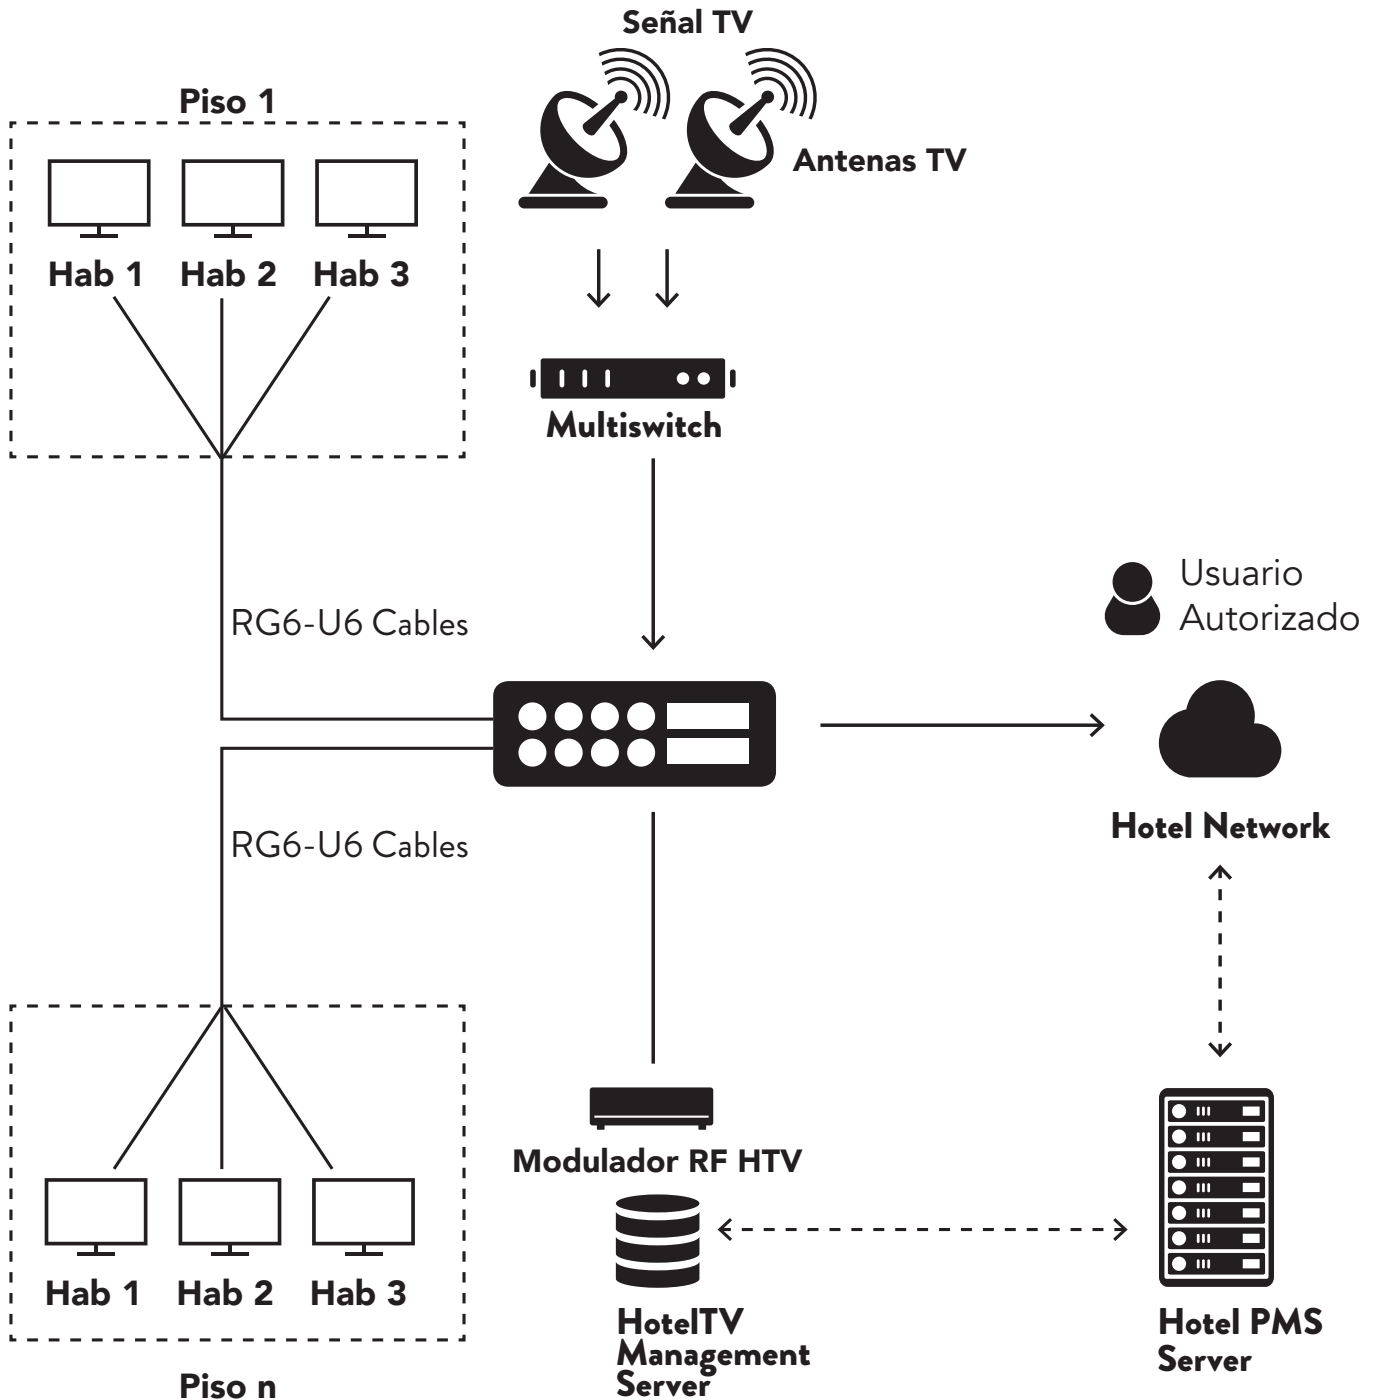 Señal TV
Antenas TV
Piso 1
Hab 1
Hab 2
Hab 3
Multiswitch
RG6-U6 Cables
Usuario
Autorizado
Hotel Network
RG6-U6 Cables
Modulador RF HTV
Hab 1
Hab 2
Hab 3
Piso n
HotelTV
Management
Server
Hotel PMS
Server